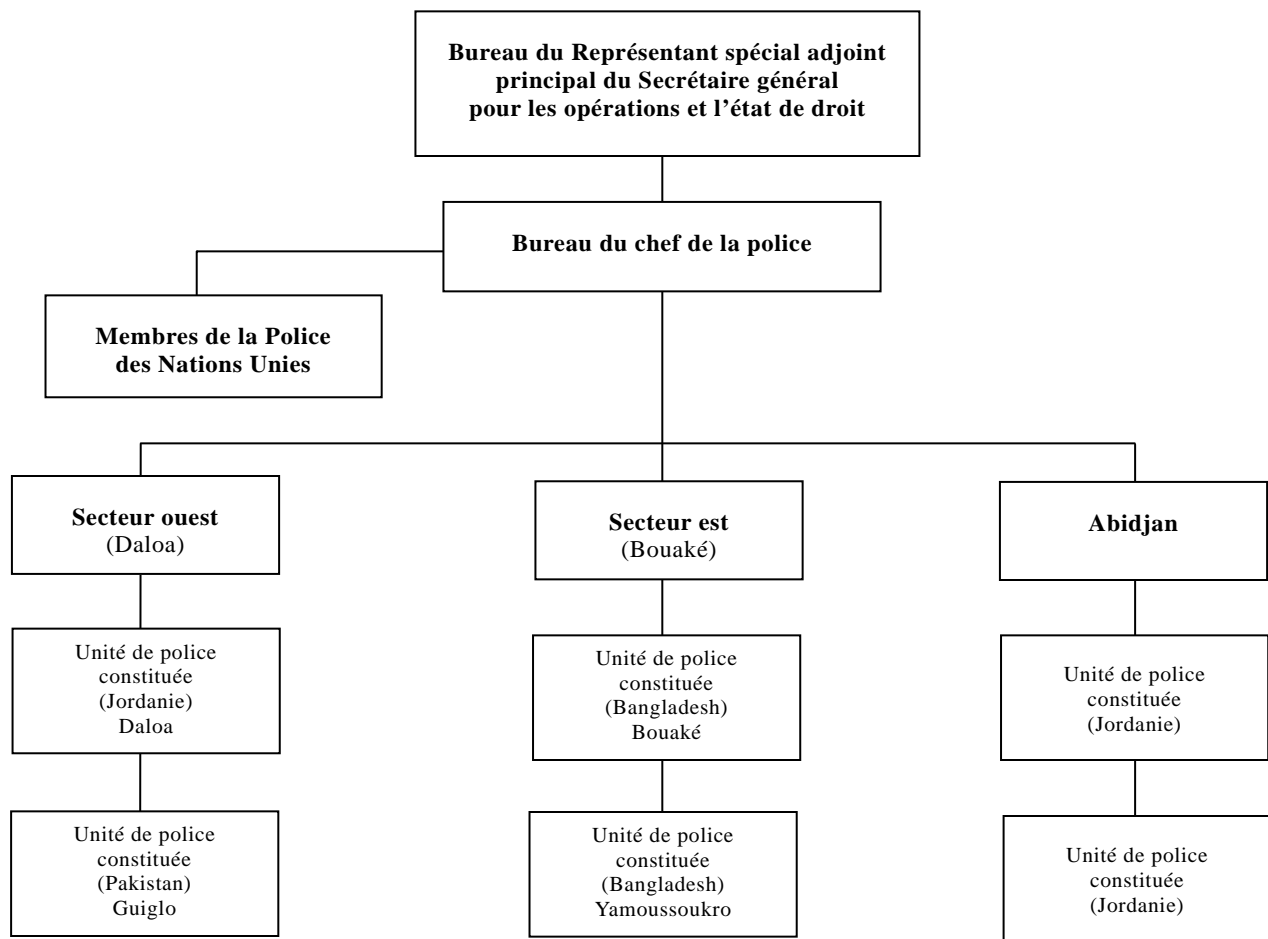 Bureau du Représentant spécial adjoint
principal du Secrétaire général
pour les opérations et l’état de droit
Bureau du chef de la police
Membres de la Police
des Nations Unies
Secteur ouest
(Daloa)
Secteur est
(Bouaké)
Abidjan
Unité de police
constituée
(Jordanie)
Daloa
Unité de police
constituée
(Bangladesh)
Bouaké
Unité de police
constituée
(Jordanie)
Unité de police
constituée
(Pakistan)
Guiglo
Unité de police
constituée
(Bangladesh)
Yamoussoukro
Unité de police
constituée
(Jordanie)